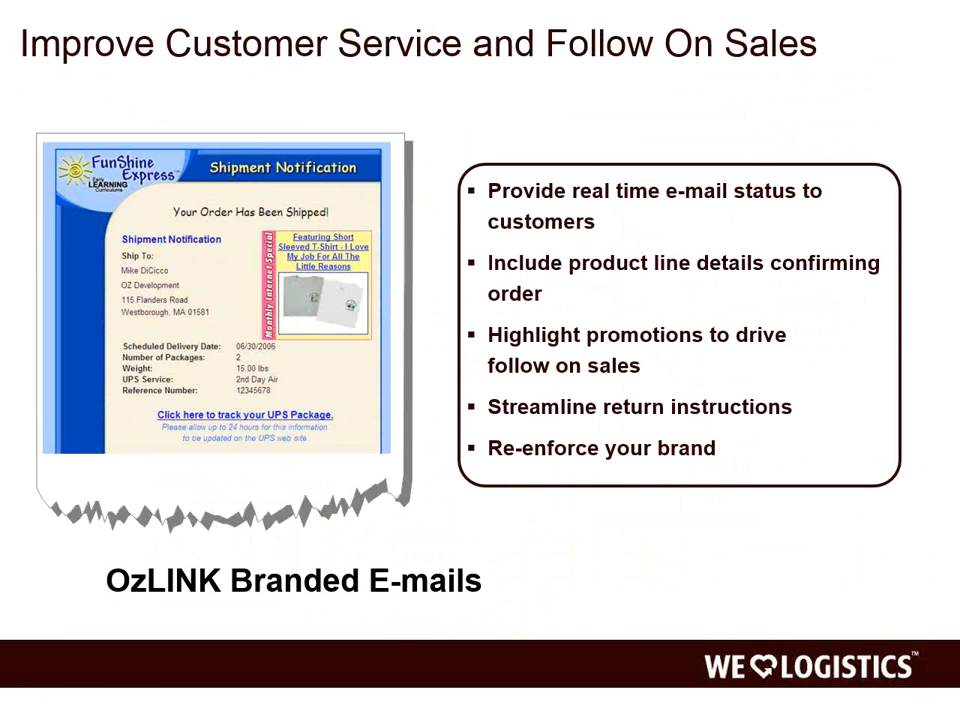 Improve Customer Service and Follow On Sales
FunShine
Express™
Early
LEARNING
Curriculums
Shipment Notification
Your Order Has Been Shipped!
Shipment Notification
Ship To:
Mike DiCicco
OZ Development
115 Flanders Road
Westborough, MA 01581
Monthly Internet Special
Featuring Short
Sleeved T-Shirt - I Love
My Job For All The
Little Reasons
Scheduled Delivery Date: 06/30/2006
Number of Packages: 2
Weight: 15.00 lbs
UPS Service: 2nd Day Air
Reference Number: 12345678
Click here to track your UPS Package.
Please allow up to 24 hours for this information
to be updated on the UPS web site.
▪ Provide real time e-mail status to
customers
▪ Include product line details confirming
order
▪ Highlight promotions to drive
follow on sales
▪ Streamline return instructions
▪ Re-enforce your brand
OzLINK Branded E-mails
WE LOGISTICS™